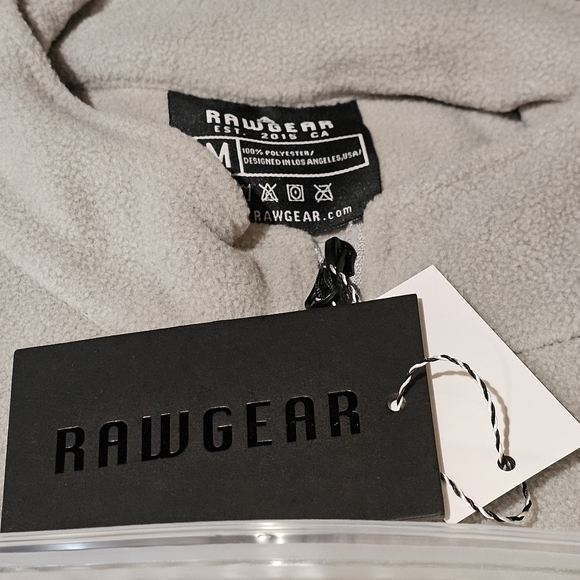 RAWGEAR
EST. 2015 CA
M
100% POLYESTER/
DESIGNED IN LOS ANGELES, USA/
RAWGEAR.com
RAWGEAR